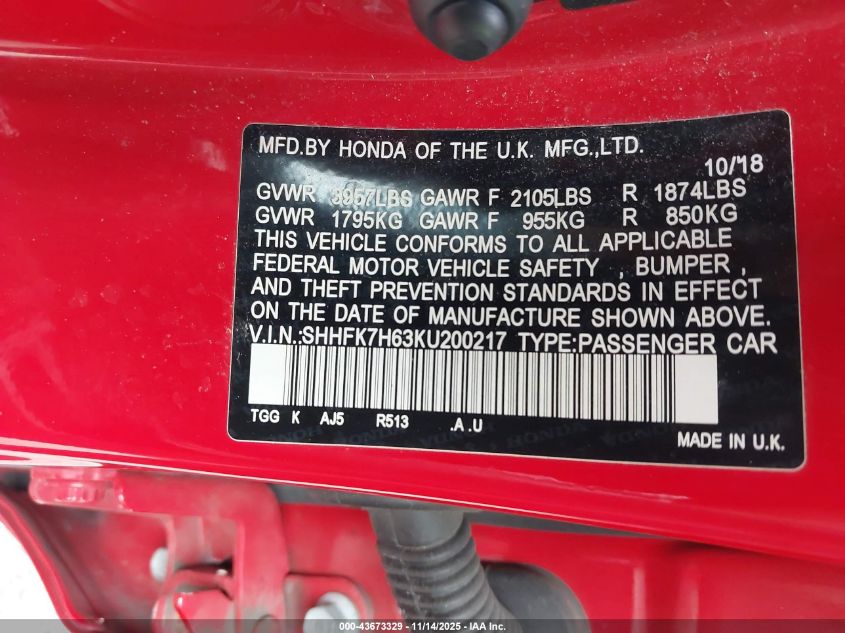 MFD.BY HONDA OF THE U.K. MFG.,LTD.
10/'18
GVWR 3957LBS GAWR F 2105LBS R 1874LBS
GVWR 1795KG GAWR F 955KG R 850KG
THIS VEHICLE CONFORMS TO ALL APPLICABLE
FEDERAL MOTOR VEHICLE SAFETY , BUMPER ,
AND THEFT PREVENTION STANDARDS IN EFFECT
ON THE DATE OF MANUFACTURE SHOWN ABOVE.
V.I.N.:SHHFK7H63KU200217 TYPE:PASSENGER CAR
TGG K AJ5 R513 .A .U
HONDA
MADE IN U.K.
000-43673329 - 11/14/2025 - IAA Inc.